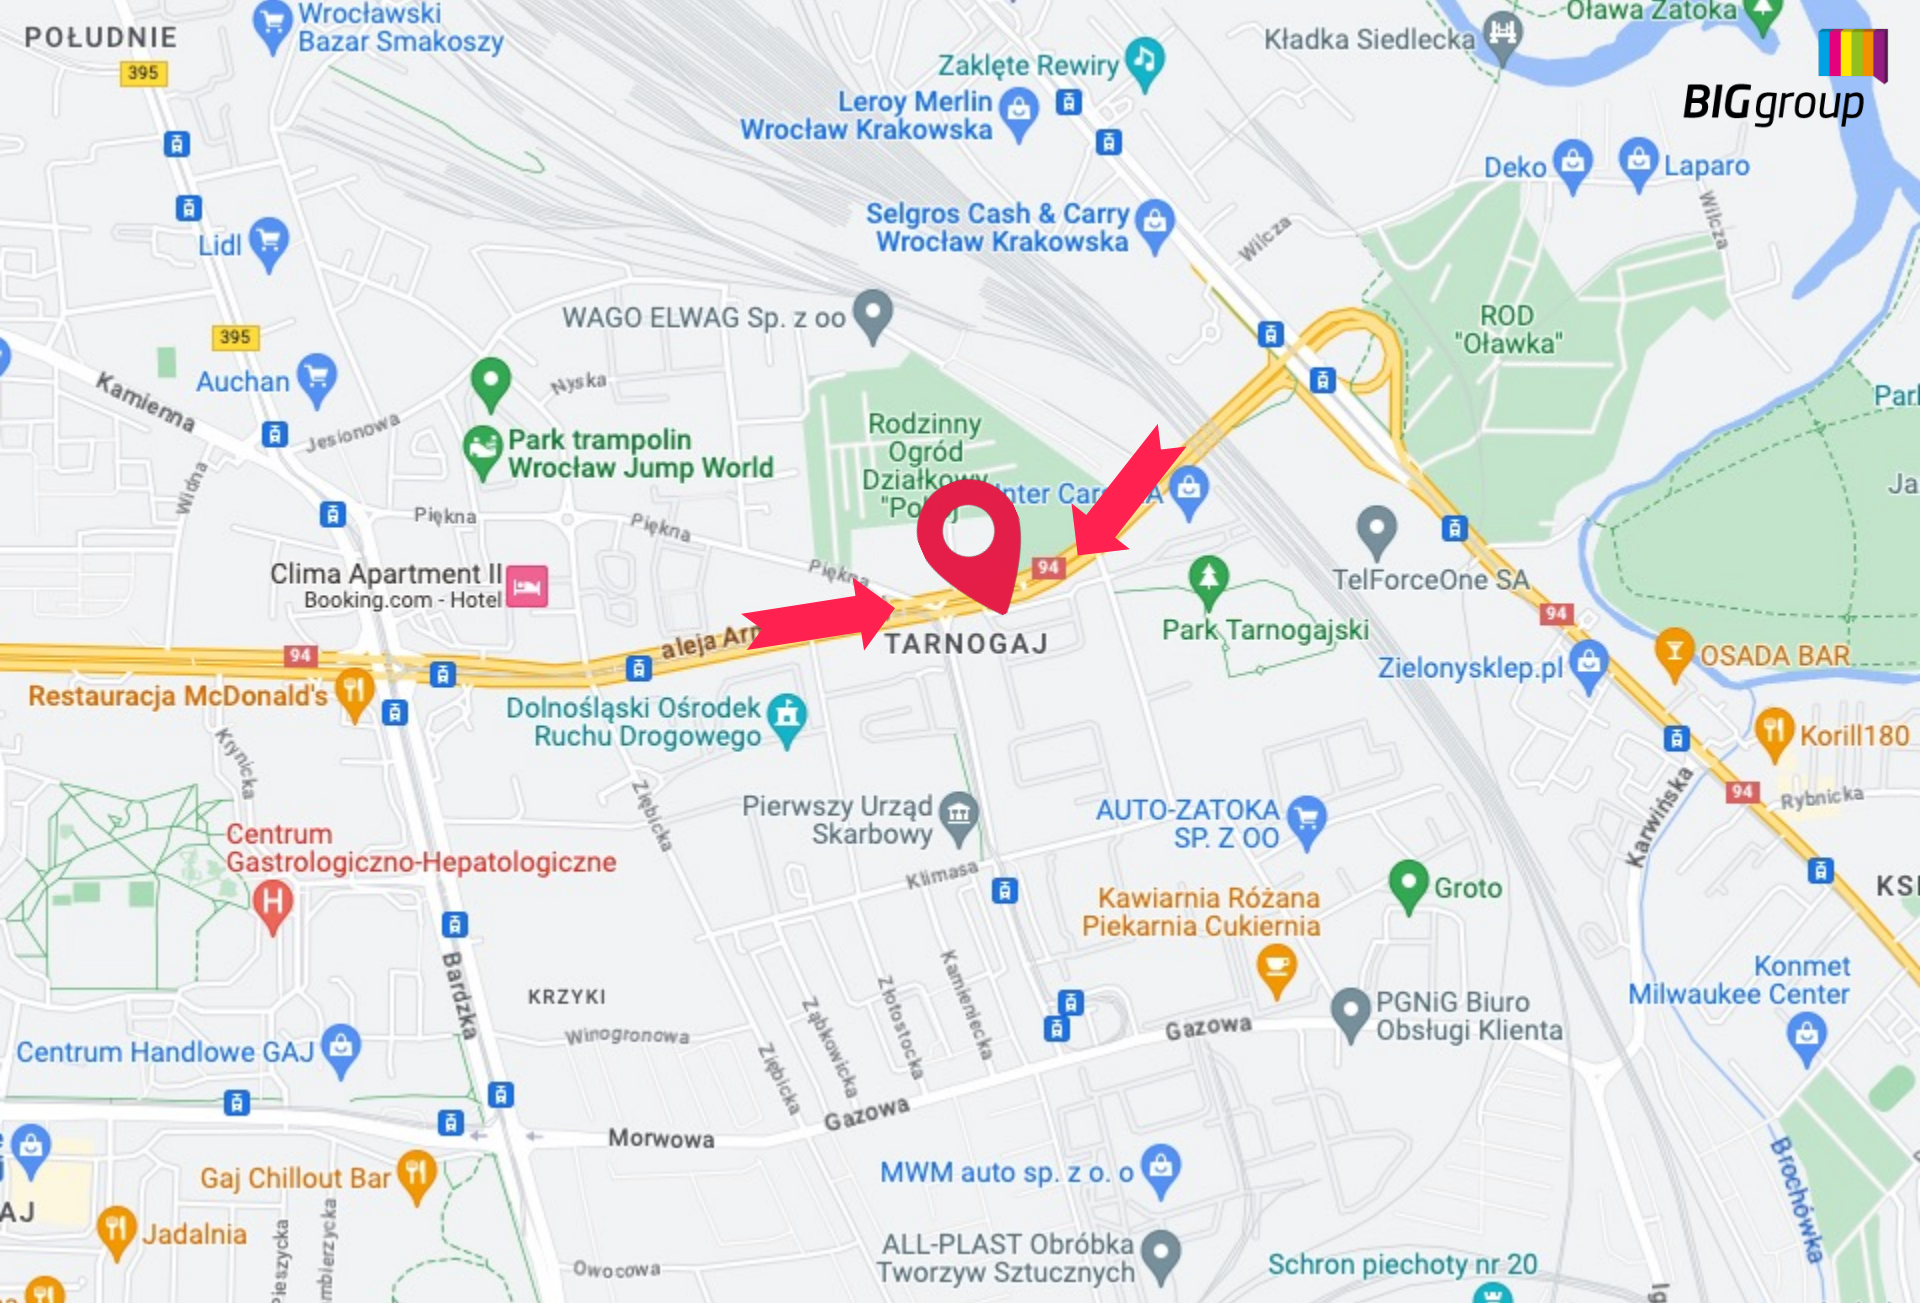 POŁUDNIE
Wrocławski
Bazar Smakoszy
395
Zaklęte Rewiry
Kładka Siedlecka
Oława Zatoka
BIGgroup
Leroy Merlin
Wrocław Krakowska
Deko
Laparo
Wilcza
Selgros Cash & Carry
Wrocław Krakowska
Wilcza
Lidl
WAGO ELWAG Sp. z oo
395
ROD
"Oławka"
Auchan
Kamienna
Nyska
Jesionowa
Park trampolin
Wrocław Jump World
Rodzinny
Ogród
Działkowy
Widna
Piękna
Piękna
Piękna
94
TelForceOne SA
Clima Apartment II
Booking.com - Hotel
TARNOGAJ
Park Tarnogajski
94
aleja
94
Zielonysklep.pl
OSADA BAR
Restauracja McDonald's
Dolnośląski Ośrodek
Ruchu Drogowego
Korill180
Krynicka
Ziębicka
Pierwszy Urząd
Skarbowy
AUTO-ZATOKA
SP. Z OO
94
Rybnicka
Karwińska
Centrum
Gastrologiczno-Hepatologiczne
Klimasa
Kawiarnia Różana
Piekarnia Cukiernia
Groto
Bardzka
KRZYKI
Ząbkowicka
Złotostocka
Kamieniecka
Konmet
Milwaukee Center
PGNiG Biuro
Obsługi Klienta
Winogronowa
Gazowa
Centrum Handlowe GAJ
Ziębicka
Gazowa
Morwowa
Gaj Chillout Bar
MWM auto sp. z o. o
Brochówka
Jadalnia
ALL-PLAST Obróbka
Tworzyw Sztucznych
Owocowa
Schron piechoty nr 20